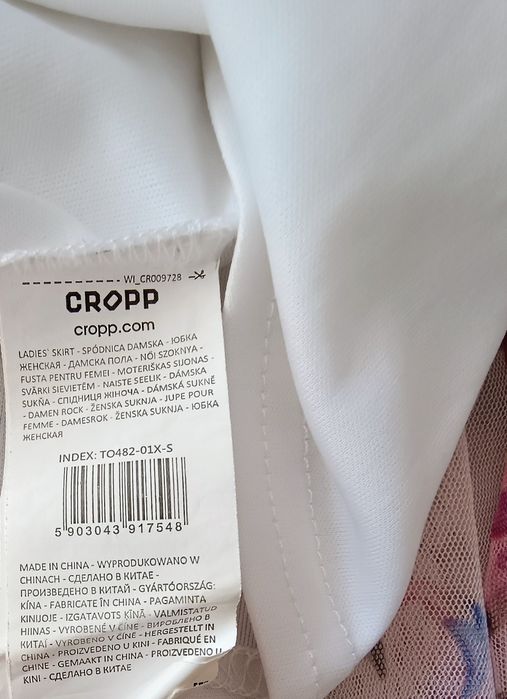 WI_CR009728
CROPP
cropp.com
LADIES` SKIRT - SPÓDNICA DAMSKA - ЮБКА
ЖЕНСКАЯ - ДАМСКА ПОЛА - NŐI SZOKNYA -
FUSTA PENTRU FEMEI - MOTERIŠKAS SIJONAS -
SVĀRKI SIEVIETĒM - NAISTE SEELIK - DÁMSKA
SUKŇA - СПІДНИЦЯ ЖІНОЧА - DÁMSKÁ SUKNĚ
- DAMEN ROCK - ŽENSKA SUKNJA - JUPE POUR
FEMME - DAMESROK - ŽENSKA SUKNJA - ЮБКА
ЖЕНСКАЯ
INDEX: TO482-01X-S
5 903043 917548
MADE IN CHINA - WYPRODUKOWANO W
CHINACH - СДЕЛАНО В КИТАЕ -
ПРОИЗВЕДЕНО В КИТАЙ - GYÁRTÓORSZÁG:
KÍNA - FABRICATE ÎN CHINA - PAGAMINTA
KINIJOJE - IZGATAVOTS ĶĪNĀ - VALMISTATUD
HIINAS - VYROBENÉ V ČÍNE - ВИРОБЛЕНО В
КИТАЇ - VYROBENO V ČÍNĚ - HERGESTELLT IN
CHINA - PROIZVEDENO U KINI - FABRIQUÉ EN
CHINE - GEMAAKT IN CHINA - PROIZVEDENO U
KINI - СДЕЛАНО В КИТАЕ